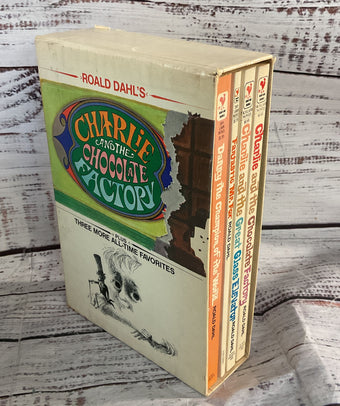 ROALD DAHL'S
CHARLIE
AND THE
CHOCOLATE
FACTORY
PLUS
THREE MORE ALL-TIME FAVORITES
Danny the Champion of the World ROALD DAHL
Fantastic Mr. Fox ROALD DAHL
Charlie and the Great Glass Elevator ROALD DAHL
Charlie and the Chocolate Factory ROALD DAHL